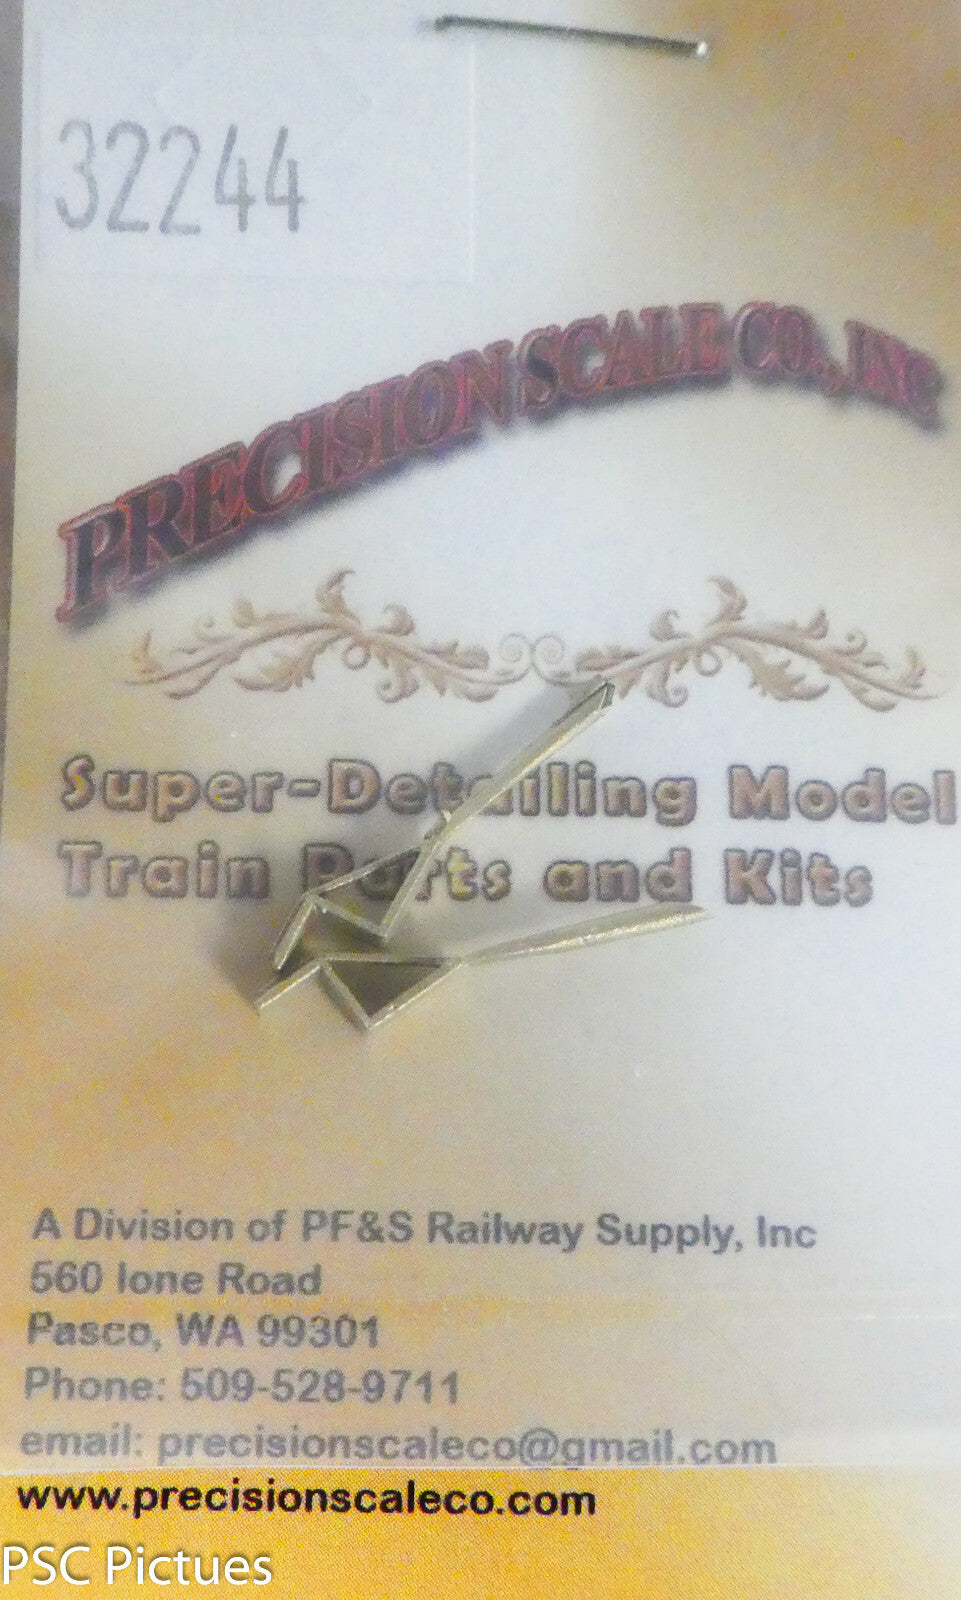 32244
PRECISION SCALE CO., INC
Super-Detailing Model
Train Parts and Kits
A Division of PF&S Railway Supply, Inc
560 Ione Road
Pasco, WA 99301
Phone: 509-528-9711
email: precisionscaleco@gmail.com
www.precisionscaleco.com
PSC Pictues